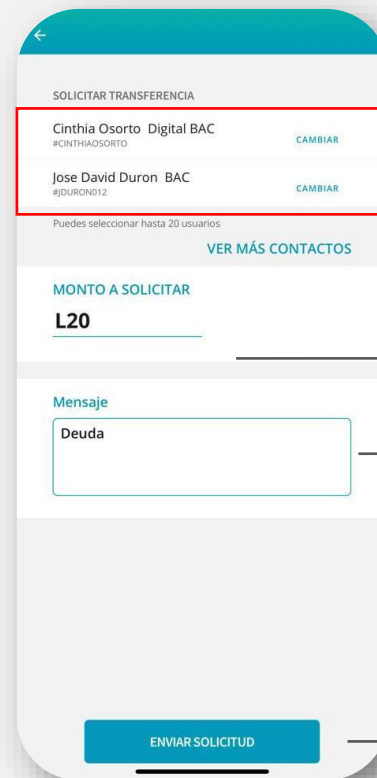 SOLICITAR TRANSFERENCIA
Cinthia Osorto Digital BAC
#CINTHIAOSORTO
CAMBIAR
Jose David Duron BAC
#JDURON012
CAMBIAR
Puedes seleccionar hasta 20 usuarios
VER MÁS CONTACTOS
MONTO A SOLICITAR
L20
Mensaje
Deuda
ENVIAR SOLICITUD